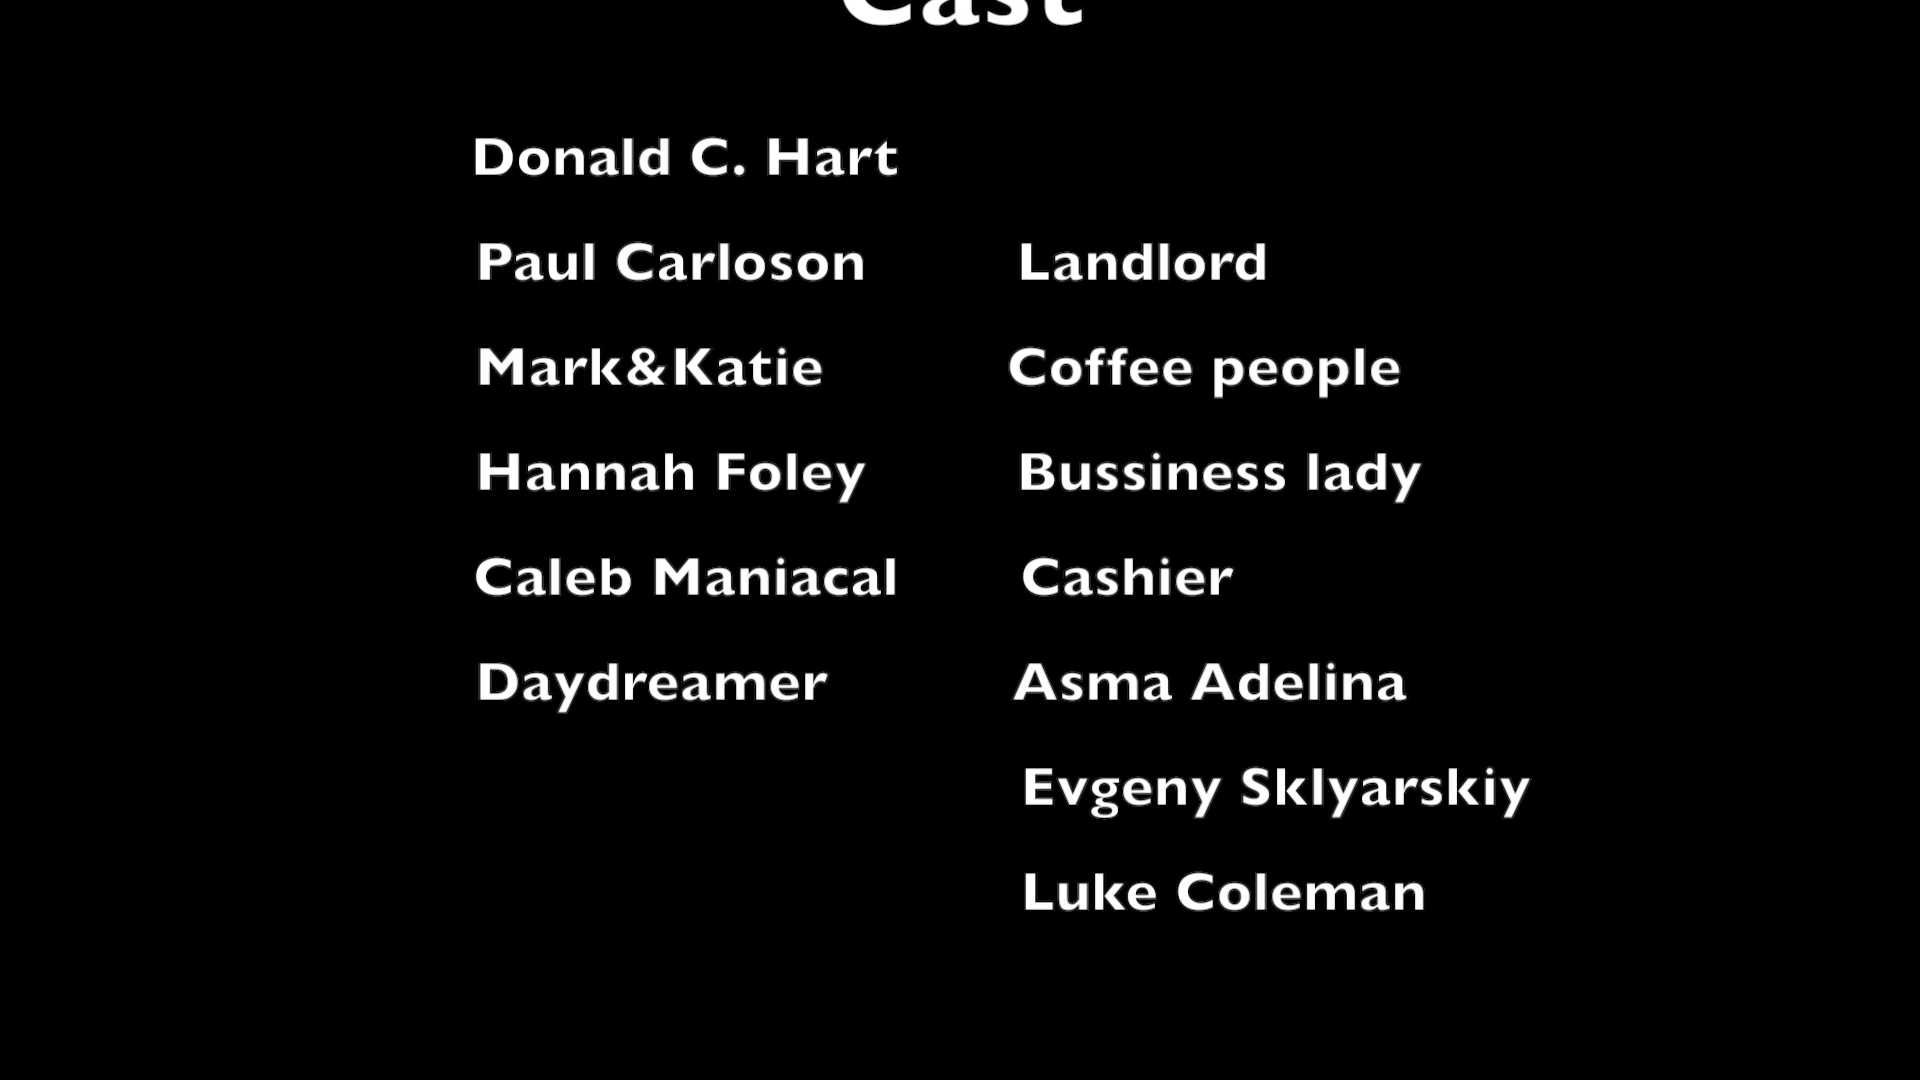 Cast
Donald C. Hart
Paul Carloson Landlord
Mark&Katie Coffee people
Hannah Foley Bussiness lady
Caleb Maniacal Cashier
Daydreamer Asma Adelina
Evgeny Sklyarskiy
Luke Coleman